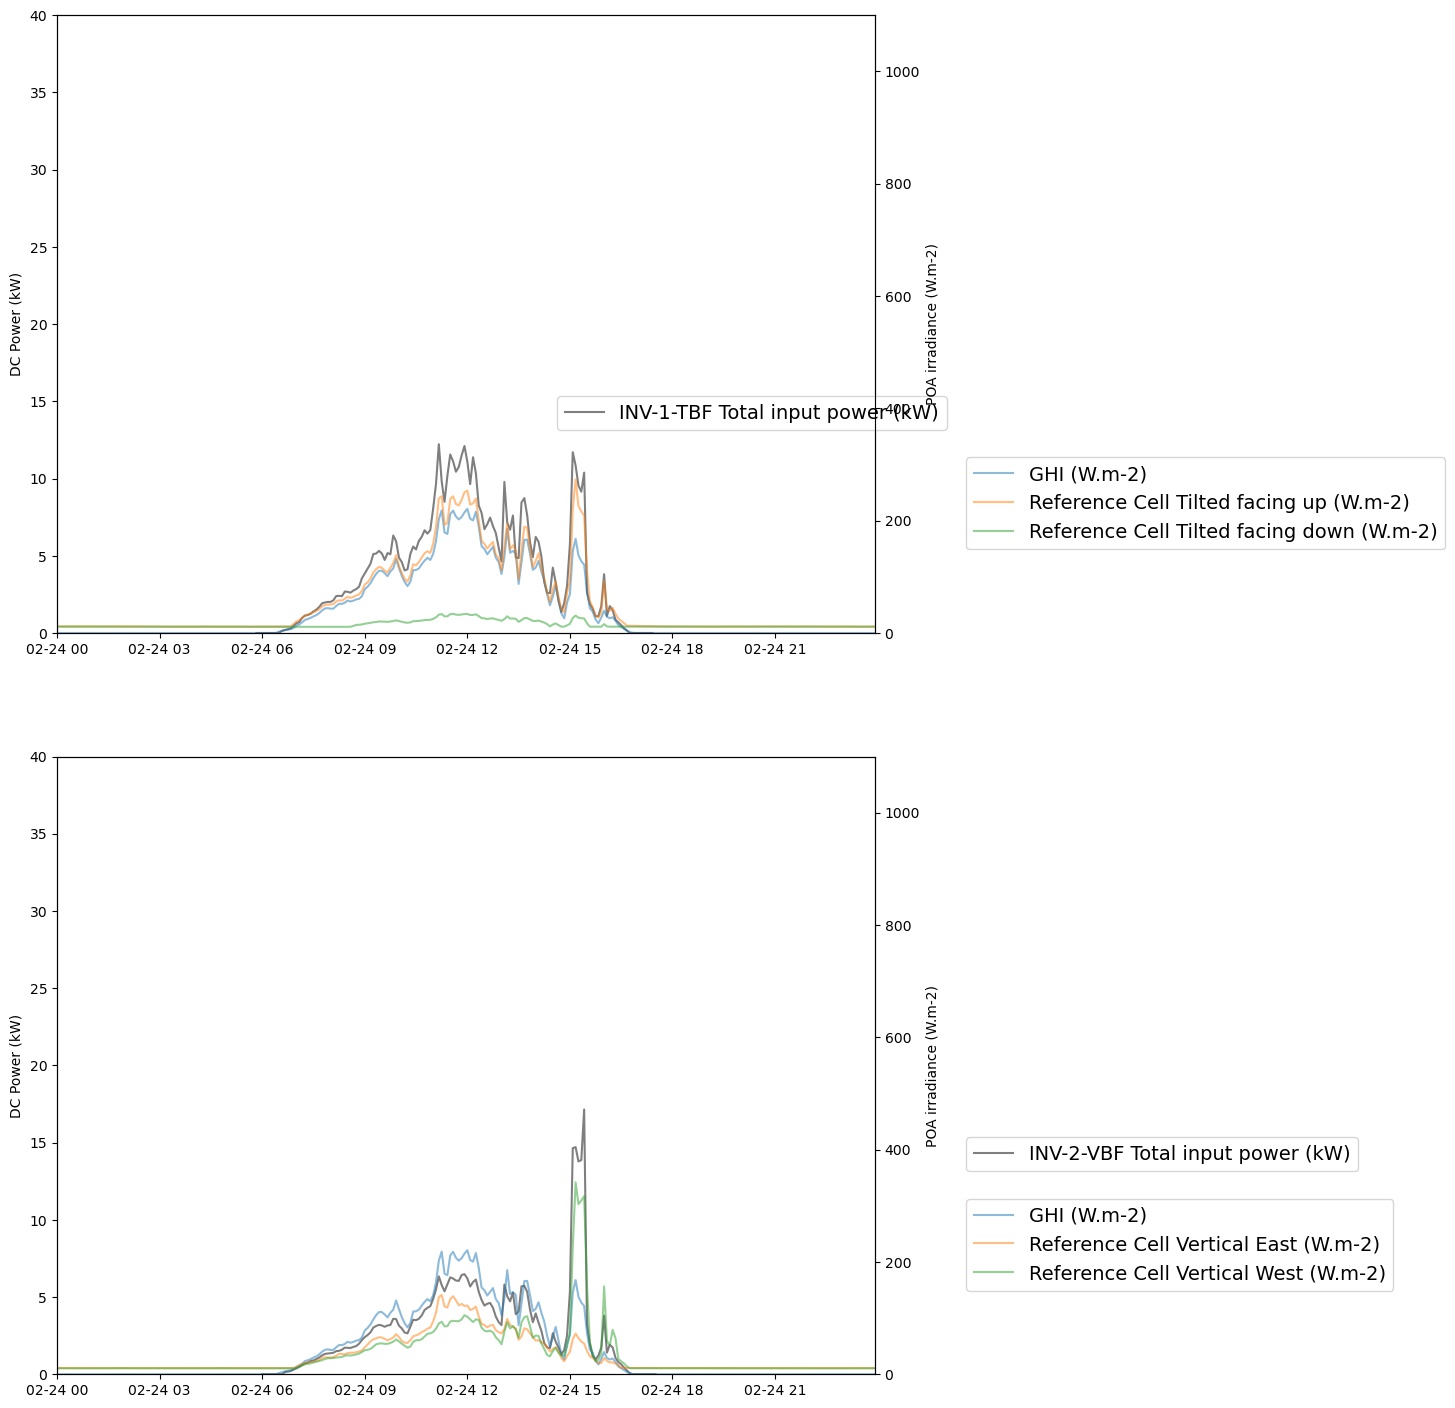 40
35
30
25
20
15
10
5
0
DC Power (kW)
1000
800
600
400
200
0
POA irradiance (W.m-2)
INV-1-TBF Total input power (kW)
GHI (W.m-2)
Reference Cell Tilted facing up (W.m-2)
Reference Cell Tilted facing down (W.m-2)
02-24 00 02-24 03 02-24 06 02-24 09 02-24 12 02-24 15 02-24 18 02-24 21
40
35
30
25
20
15
10
5
0
DC Power (kW)
1000
800
600
400
200
0
POA irradiance (W.m-2)
INV-2-VBF Total input power (kW)
GHI (W.m-2)
Reference Cell Vertical East (W.m-2)
Reference Cell Vertical West (W.m-2)
02-24 00 02-24 03 02-24 06 02-24 09 02-24 12 02-24 15 02-24 18 02-24 21